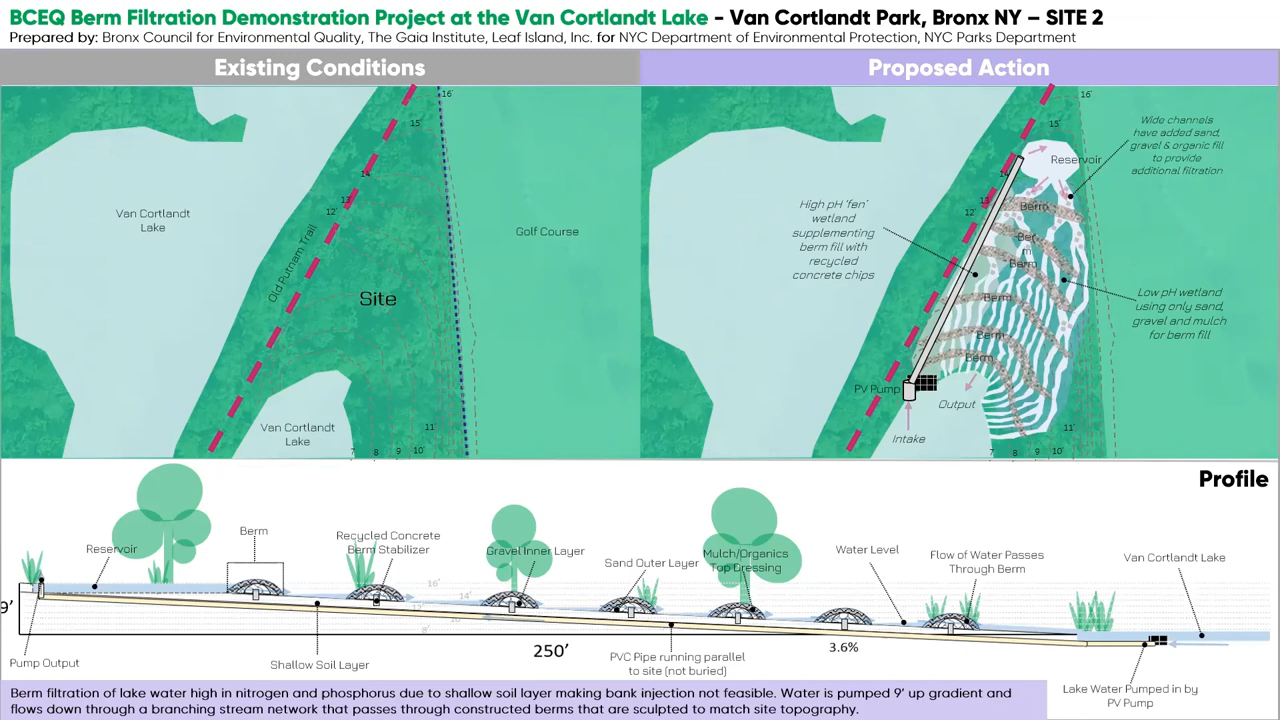 BCEQ Berm Filtration Demonstration Project at the Van Cortlandt Lake - Van Cortlandt Park, Bronx NY – SITE 2
Prepared by: Bronx Council for Environmental Quality, The Gaia Institute, Leaf Island, Inc. for NYC Department of Environmental Protection, NYC Parks Department
Existing Conditions
16'
15'
14'
13'
12'
Van Cortlandt
Lake
Old Putnam Trail
Golf Course
Site
Van Cortlandt
Lake
11'
7'
8'
9'
10'
Proposed Action
16'
15'
Wide channels
have added sand,
gravel & organic fill
to provide
additional filtration
Reservoir
14'
13'
12'
High pH 'fen'
wetland
supplementing
berm fill with
recycled
concrete chips
Berm
Ber
m
Berm
Berm
Berm
Berm
Low pH wetland
using only sand,
gravel and mulch
for berm fill
PV Pump
Output
Intake
11'
7'
8'
9'
10'
Profile
Reservoir
Berm
Recycled Concrete
Berm Stabilizer
Gravel Inner Layer
Sand Outer Layer
Mulch/Organics
Top Dressing
Water Level
Flow of Water Passes
Through Berm
Van Cortlandt Lake
16'
14'
12'
10'
8'
9'
250'
3.6%
Pump Output
Shallow Soil Layer
PVC Pipe running parallel
to site (not buried)
Lake Water Pumped in by
PV Pump
Berm filtration of lake water high in nitrogen and phosphorus due to shallow soil layer making bank injection not feasible. Water is pumped 9' up gradient and
flows down through a branching stream network that passes through constructed berms that are sculpted to match site topography.